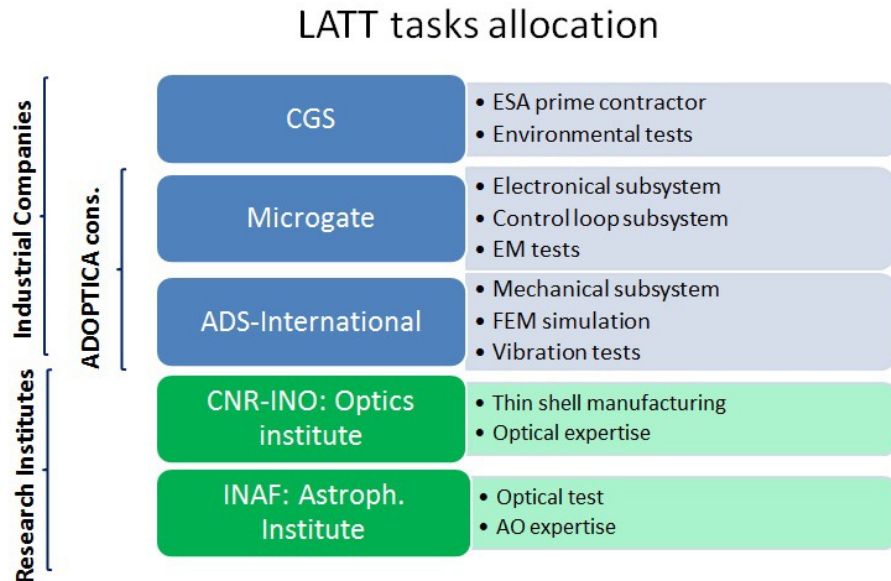 LATT tasks allocation
Industrial Companies
ADOPTICA cons.
CGS
• ESA prime contractor
• Environmental tests
Microgate
• Electronical subsystem
• Control loop subsystem
• EM tests
ADS-International
• Mechanical subsystem
• FEM simulation
• Vibration tests
Research Institutes
CNR-INO: Optics
institute
• Thin shell manufacturing
• Optical expertise
INAF: Astroph.
Institute
• Optical test
• AO expertise